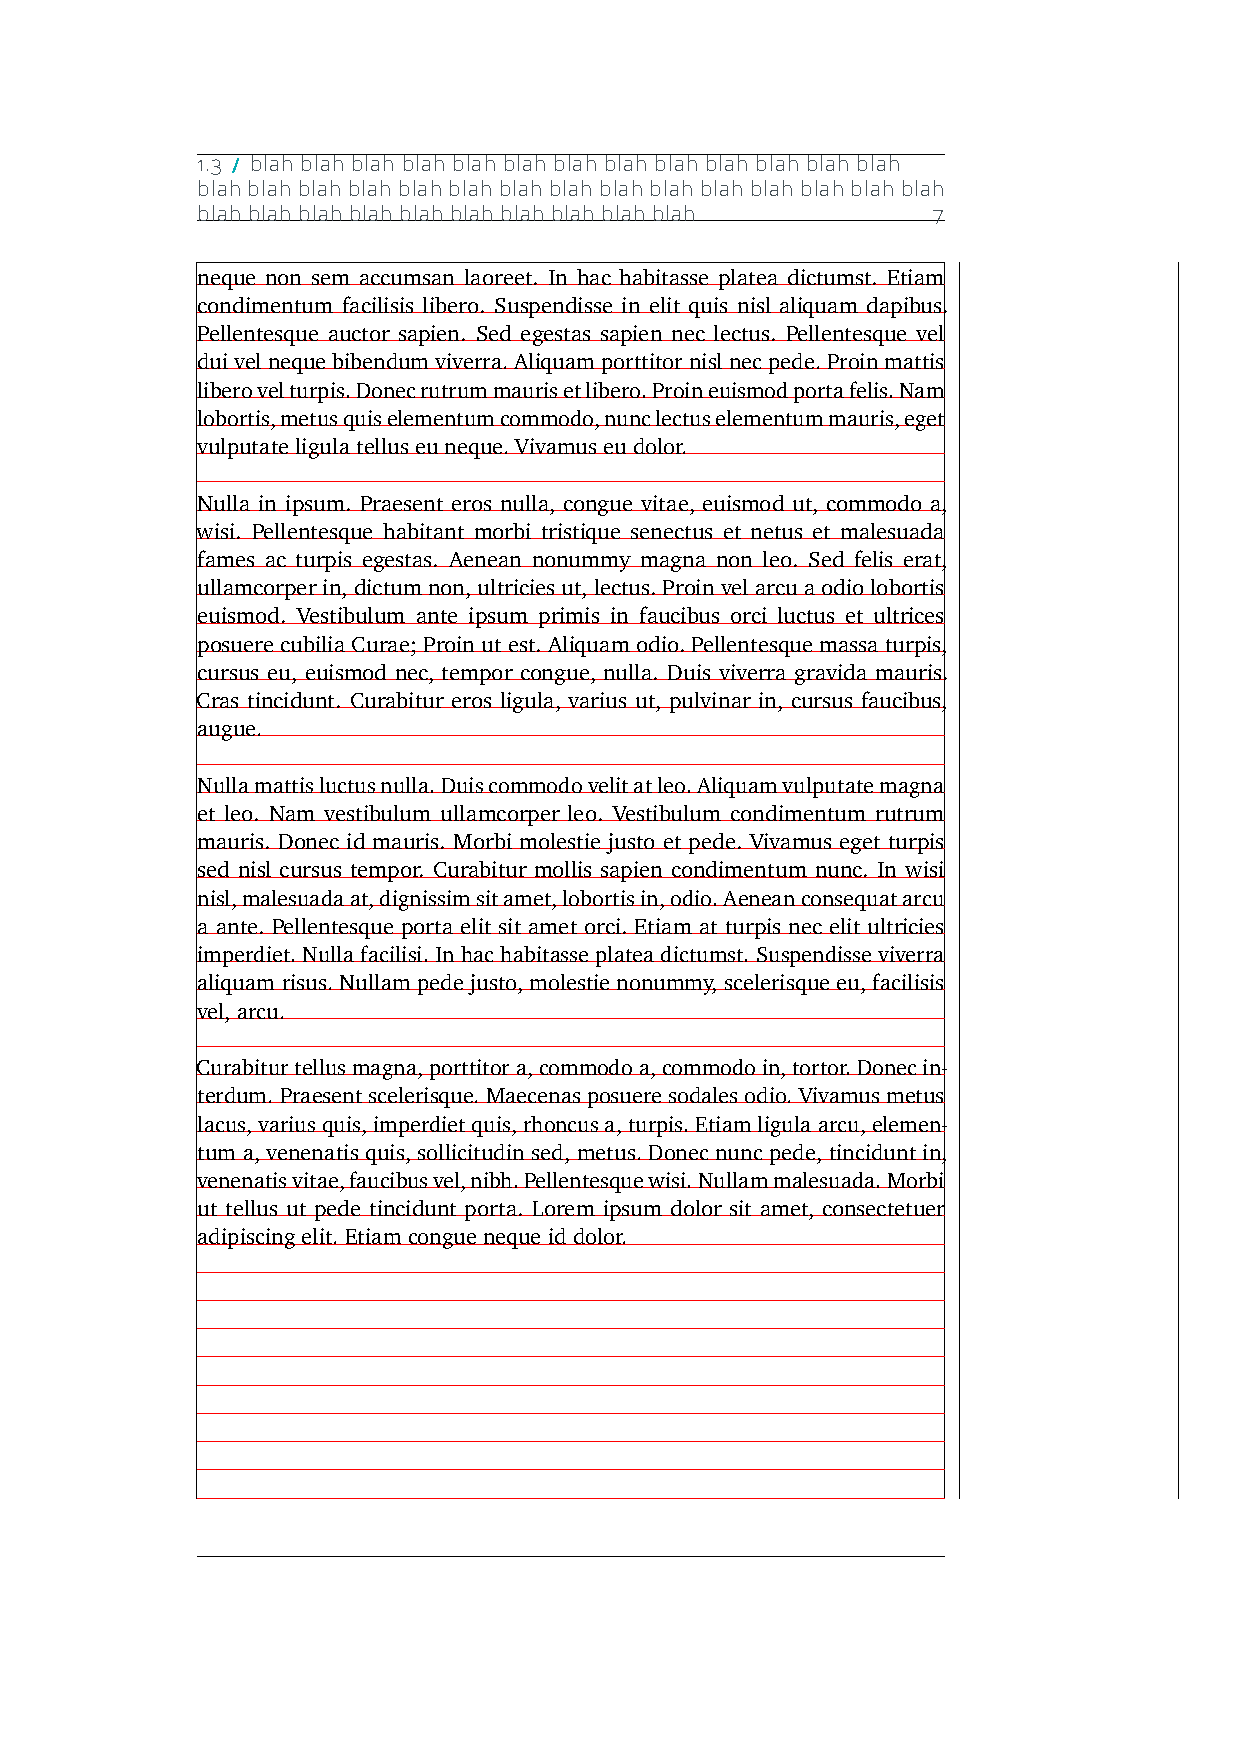 1.3 / blah blah blah blah blah blah blah blah blah blah blah blah blah
blah blah blah blah blah blah blah blah blah blah blah blah blah blah blah
blah blah blah blah blah blah blah blah blah blah 7
neque non sem accumsan laoreet. In hac habitasse platea dictumst. Etiam
condimentum facilisis libero. Suspendisse in elit quis nisl aliquam dapibus.
Pellentesque auctor sapien. Sed egestas sapien nec lectus. Pellentesque vel
dui vel neque bibendum viverra. Aliquam porttitor nisl nec pede. Proin mattis
libero vel turpis. Donec rutrum mauris et libero. Proin euismod porta felis. Nam
lobortis, metus quis elementum commodo, nunc lectus elementum mauris, eget
vulputate ligula tellus eu neque. Vivamus eu dolor.
Nulla in ipsum. Praesent eros nulla, congue vitae, euismod ut, commodo a,
wisi. Pellentesque habitant morbi tristique senectus et netus et malesuada
fames ac turpis egestas. Aenean nonummy magna non leo. Sed felis erat,
ullamcorper in, dictum non, ultricies ut, lectus. Proin vel arcu a odio lobortis
euismod. Vestibulum ante ipsum primis in faucibus orci luctus et ultrices
posuere cubilia Curae; Proin ut est. Aliquam odio. Pellentesque massa turpis,
cursus eu, euismod nec, tempor congue, nulla. Duis viverra gravida mauris.
Cras tincidunt. Curabitur eros ligula, varius ut, pulvinar in, cursus faucibus,
augue.
Nulla mattis luctus nulla. Duis commodo velit at leo. Aliquam vulputate magna
et leo. Nam vestibulum ullamcorper leo. Vestibulum condimentum rutrum
mauris. Donec id mauris. Morbi molestie justo et pede. Vivamus eget turpis
sed nisl cursus tempor. Curabitur mollis sapien condimentum nunc. In wisi
nisl, malesuada at, dignissim sit amet, lobortis in, odio. Aenean consequat arcu
a ante. Pellentesque porta elit sit amet orci. Etiam at turpis nec elit ultricies
imperdiet. Nulla facilisi. In hac habitasse platea dictumst. Suspendisse viverra
aliquam risus. Nullam pede justo, molestie nonummy, scelerisque eu, facilisis
vel, arcu.
Curabitur tellus magna, porttitor a, commodo a, commodo in, tortor. Donec in-
terdum. Praesent scelerisque. Maecenas posuere sodales odio. Vivamus metus
lacus, varius quis, imperdiet quis, rhoncus a, turpis. Etiam ligula arcu, elemen-
tum a, venenatis quis, sollicitudin sed, metus. Donec nunc pede, tincidunt in,
venenatis vitae, faucibus vel, nibh. Pellentesque wisi. Nullam malesuada. Morbi
ut tellus ut pede tincidunt porta. Lorem ipsum dolor sit amet, consectetuer
adipiscing elit. Etiam congue neque id dolor.